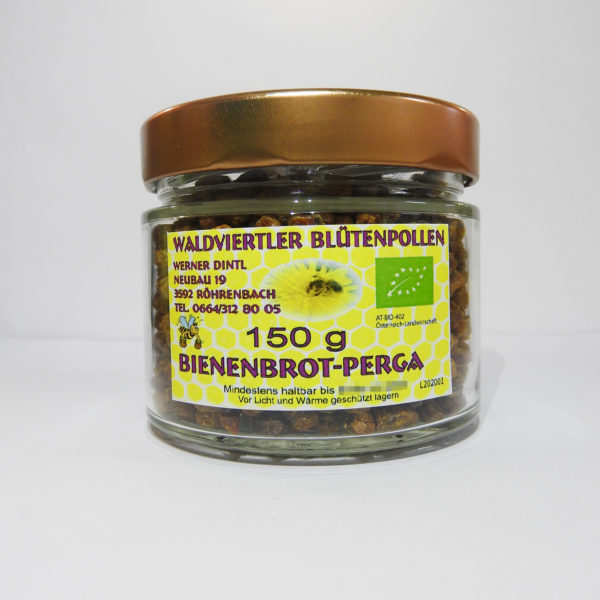 WALDVIERTLER BLÜTENPOLLEN
WERNER DINTL
NEUBAU 19
3592 RÖHRENBACH
TEL. 0664/312 80 05
AT-BIO-402
Österreich-Landwirtschaft
150 g
BIENENBROT-PERGA
Mindestens haltbar bis
L202001
Vor Licht und Wärme geschützt lagern